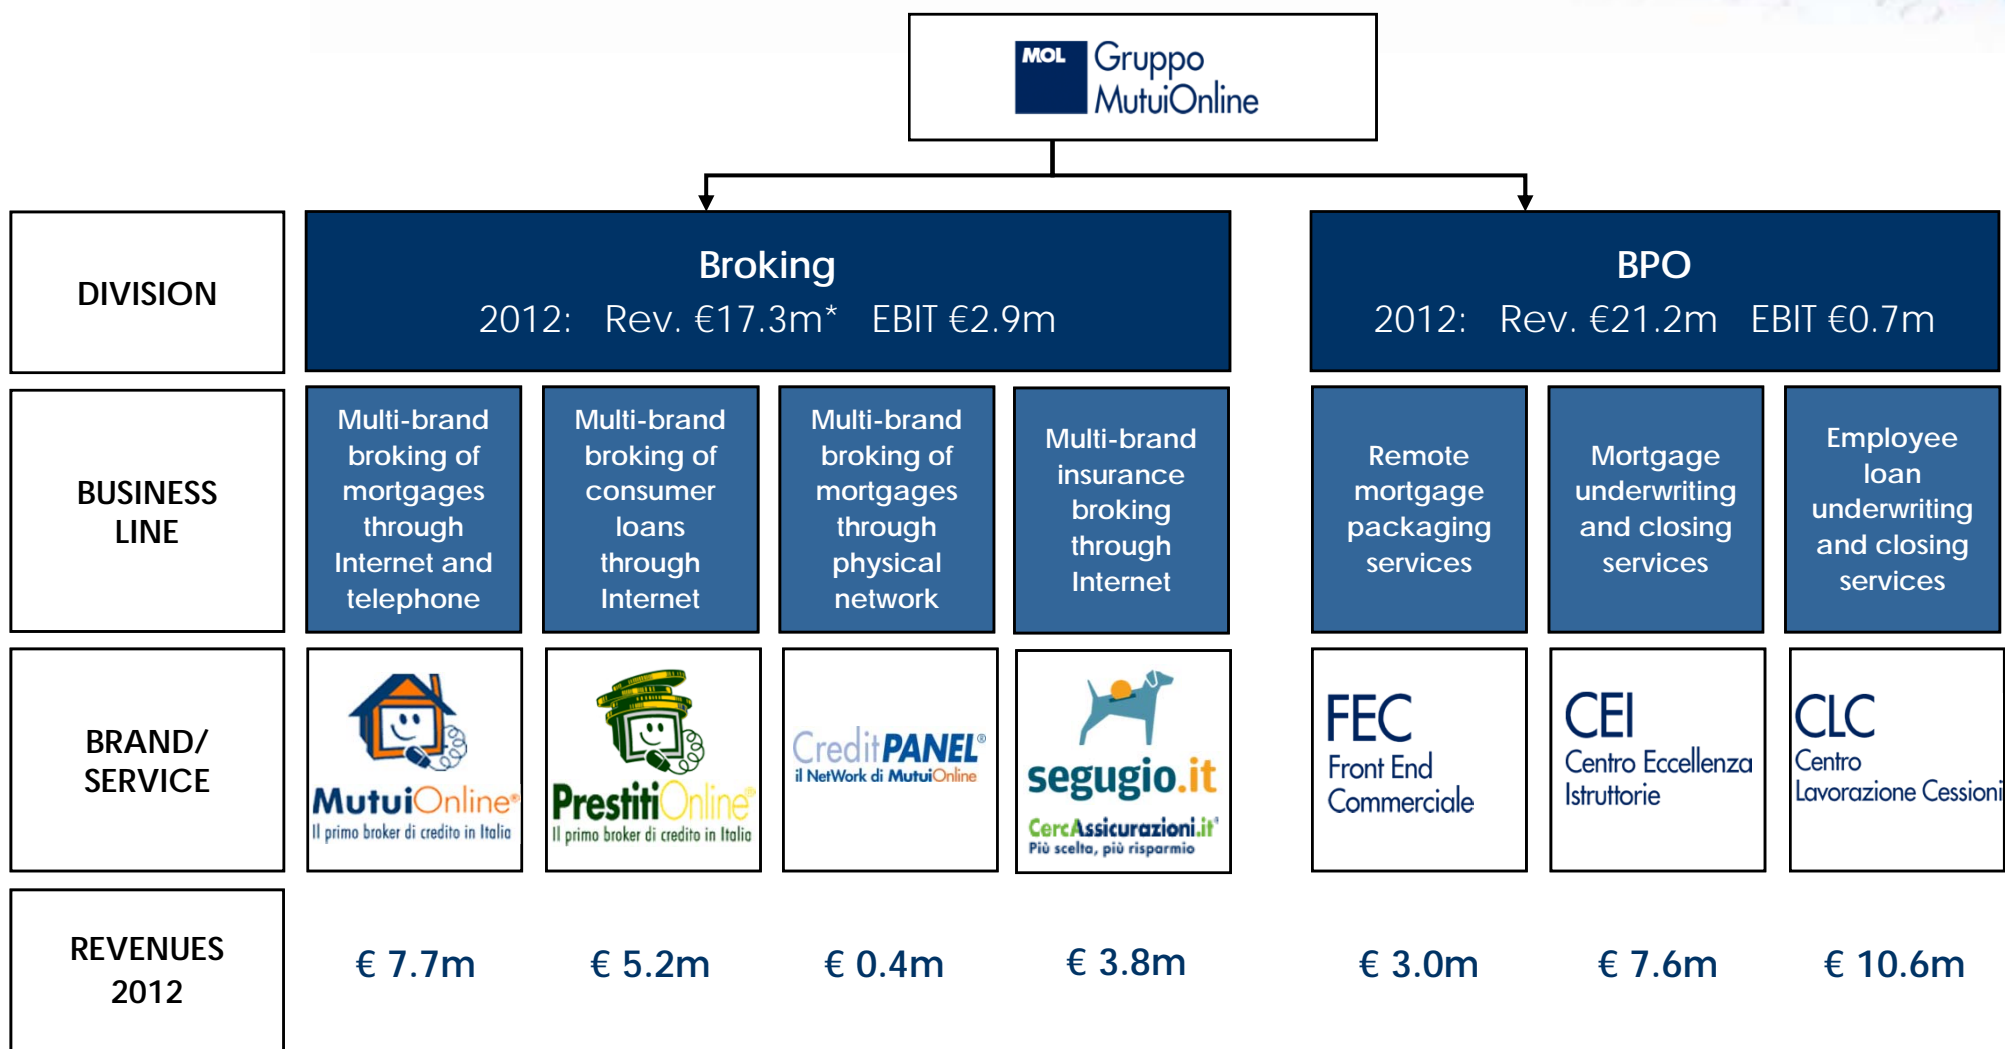 MOL Gruppo
MutuiOnline
DIVISION
Broking
2012: Rev. €17.3m* EBIT €2.9m
BPO
2012: Rev. €21.2m EBIT €0.7m
BUSINESS
LINE
Multi-brand
broking of
mortgages
through
Internet and
telephone
Multi-brand
broking of
consumer
loans
through
Internet
Multi-brand
broking of
mortgages
through
physical
network
Multi-brand
insurance
broking
through
Internet
Remote
mortgage
packaging
services
Mortgage
underwriting
and closing
services
Employee
loan
underwriting
and closing
services
BRAND/
SERVICE
MutuiOnline®
Il primo broker di credito in Italia
PrestitiOnline®
Il primo broker di credito in Italia
CreditPANEL®
il NetWork di MutuiOnline
segugio.it
CercAssicurazioni.it®
Più scelta, più risparmio
FEC
Front End
Commerciale
CEI
Centro Eccellenza
Istruttorie
CLC
Centro
Lavorazione Cessioni
REVENUES
2012
€ 7.7m
€ 5.2m
€ 0.4m
€ 3.8m
€ 3.0m
€ 7.6m
€ 10.6m